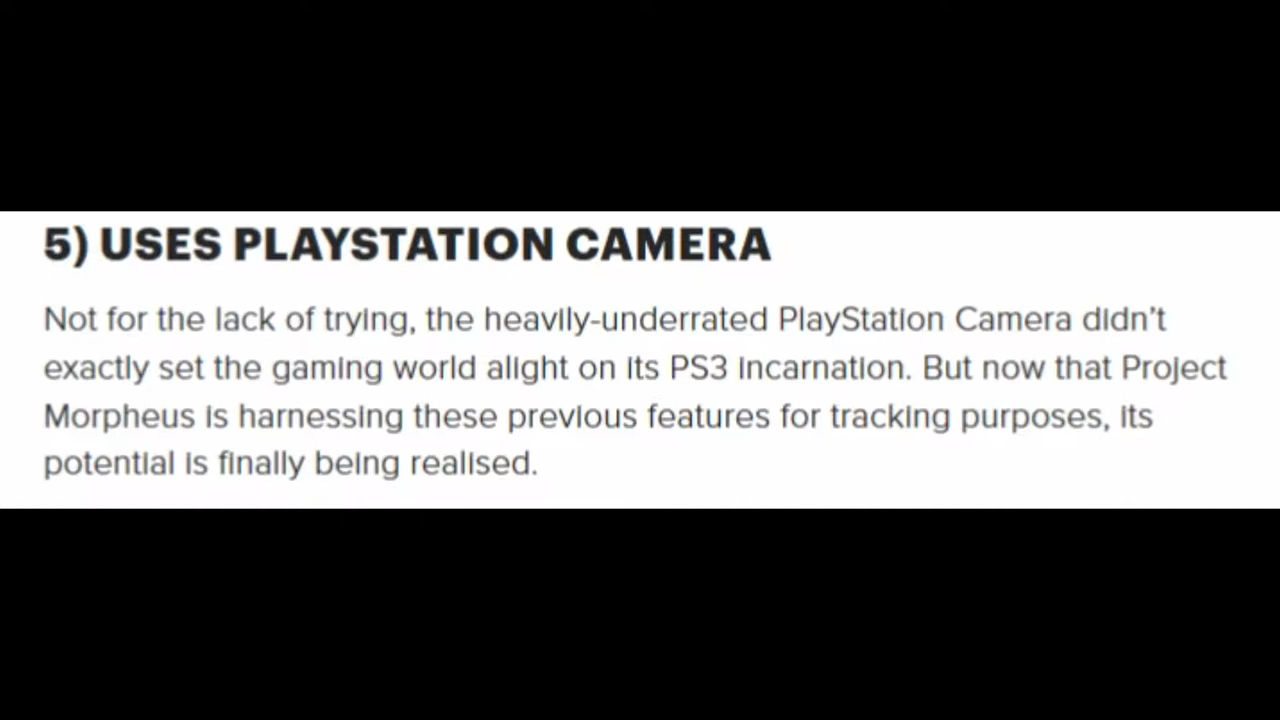 5) USES PLAYSTATION CAMERA
Not for the lack of trying, the heavily-underrated PlayStation Camera didn't
exactly set the gaming world alight on its PS3 incarnation. But now that Project
Morpheus is harnessing these previous features for tracking purposes, its
potential is finally being realised.